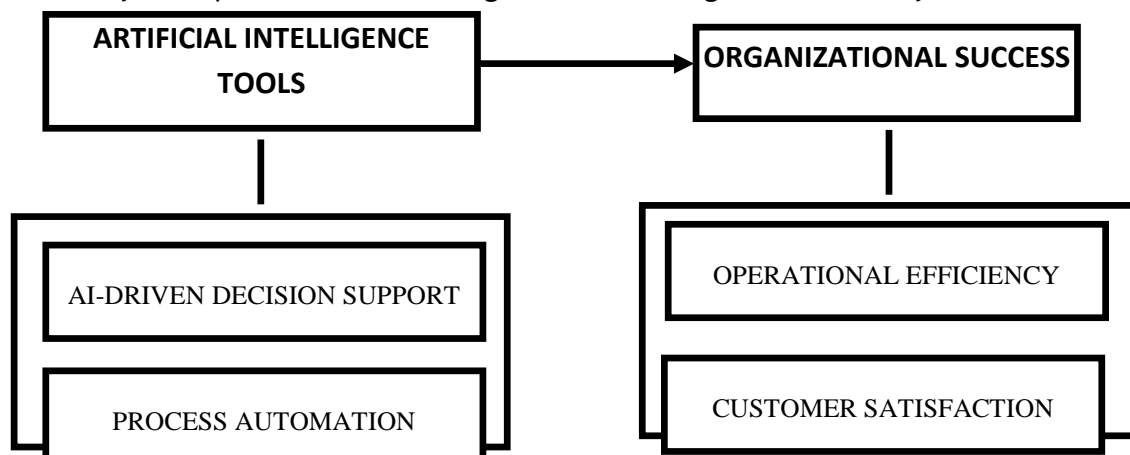 ARTIFICIAL INTELLIGENCE
TOOLS
ORGANIZATIONAL SUCCESS
AI-DRIVEN DECISION SUPPORT
PROCESS AUTOMATION
OPERATIONAL EFFICIENCY
CUSTOMER SATISFACTION